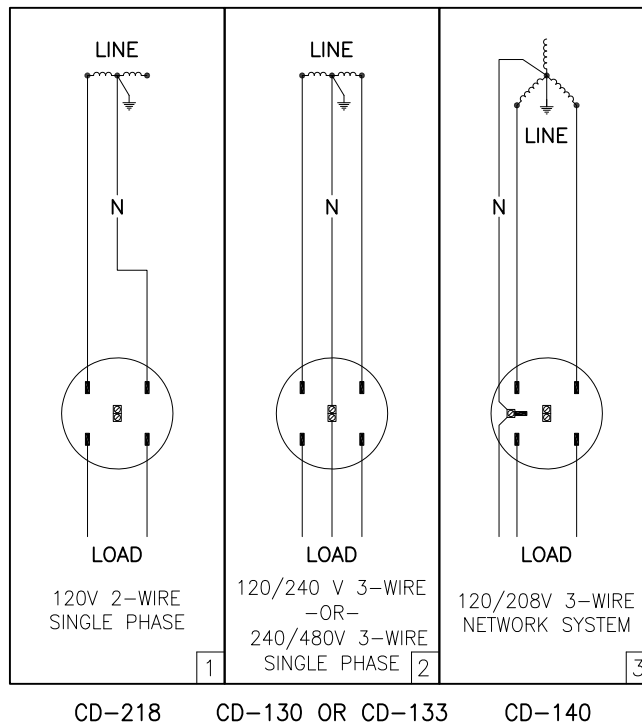 LINE
N
LOAD
120V 2-WIRE
SINGLE PHASE
1
LINE
N
LOAD
120/240 V 3-WIRE
-OR-
240/480V 3-WIRE
SINGLE PHASE
2
LINE
N
LOAD
120/208V 3-WIRE
NETWORK SYSTEM
3
CD-218
CD-130 OR CD-133
CD-140